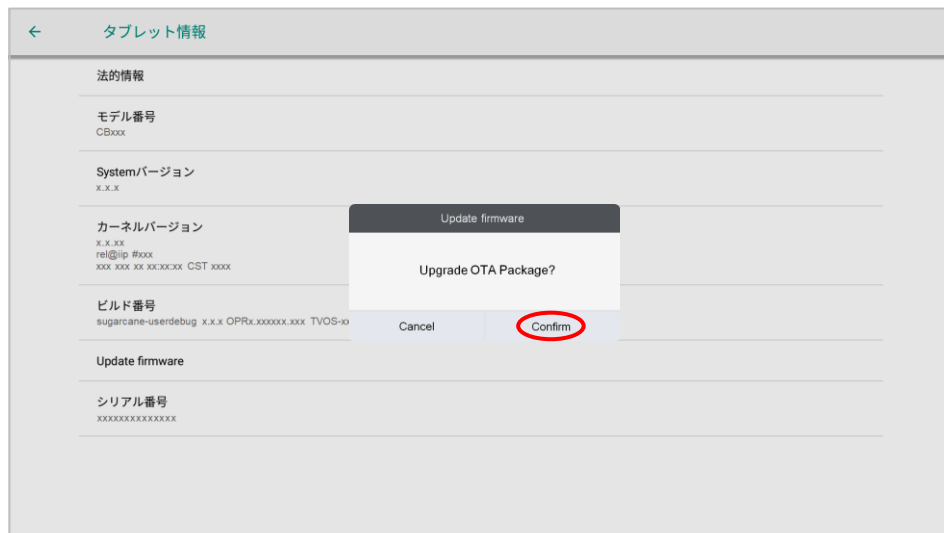 ← タブレット情報
法的情報
モデル番号
CBxxx
Systemバージョン
x.x.x
カーネルバージョン
x.x.xx
rel@iip #xxx
xxx xxx xx xx:xx:xx CST xxxx
ビルド番号
sugarcane-userdebug x.x.x OPRx.xxxxxx.xxx TVOS-xx
Update firmware
シリアル番号
xxxxxxxxxxxxxx
Update firmware
Upgrade OTA Package?
Cancel Confirm